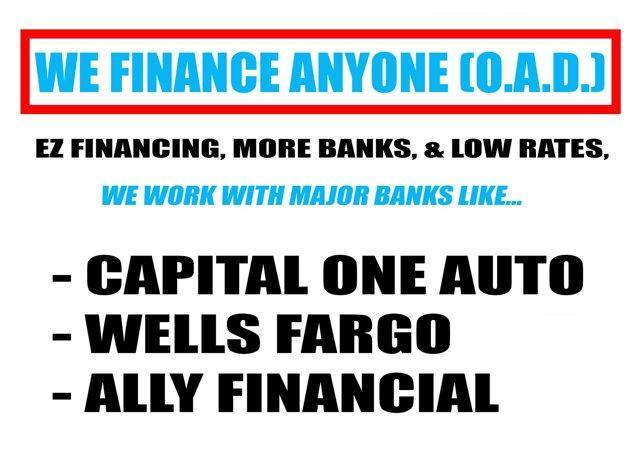 WE FINANCE ANYONE (O.A.D.)
EZ FINANCING, MORE BANKS, & LOW RATES,
WE WORK WITH MAJOR BANKS LIKE...
- CAPITAL ONE AUTO
- WELLS FARGO
- ALLY FINANCIAL